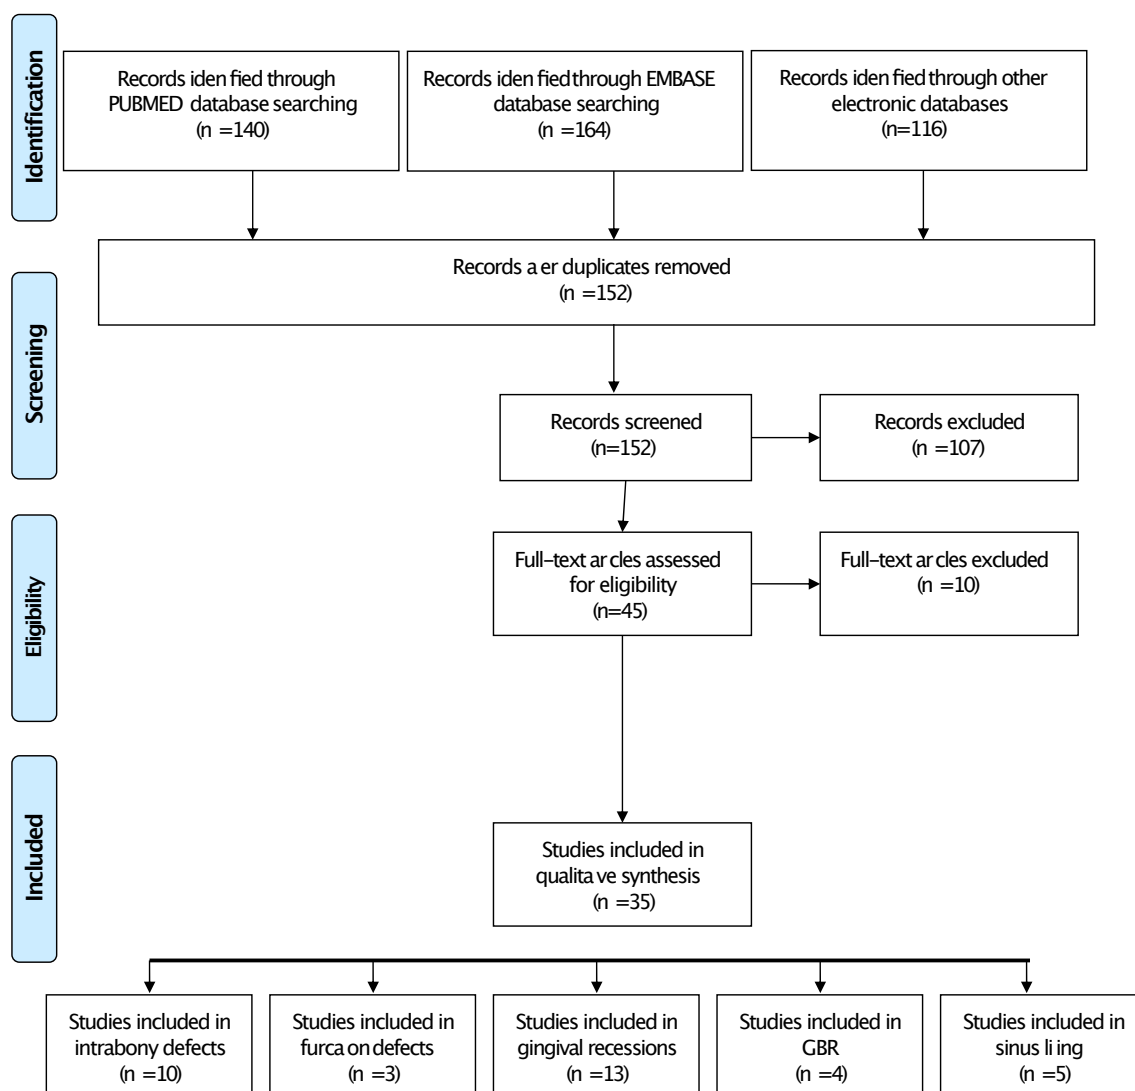 Identification
Records iden fied through
PUBMED database searching
(n =140)
Records iden fied through EMBASE
database searching
(n =164)
Records iden fied through other
electronic databases
(n=116)
Records a er duplicates removed
(n =152)
Screening
Records screened
(n=152)
Records excluded
(n =107)
Eligibility
Full-text ar cles assessed
for eligibility
(n=45)
Full-text ar cles excluded
(n =10)
Included
Studies included in
qualita ve synthesis
(n =35)
Studies included in
intrabony defects
(n =10)
Studies included in
furca on defects
(n =3)
Studies included in
gingival recessions
(n =13)
Studies included in
GBR
(n =4)
Studies included in
sinus li ing
(n =5)